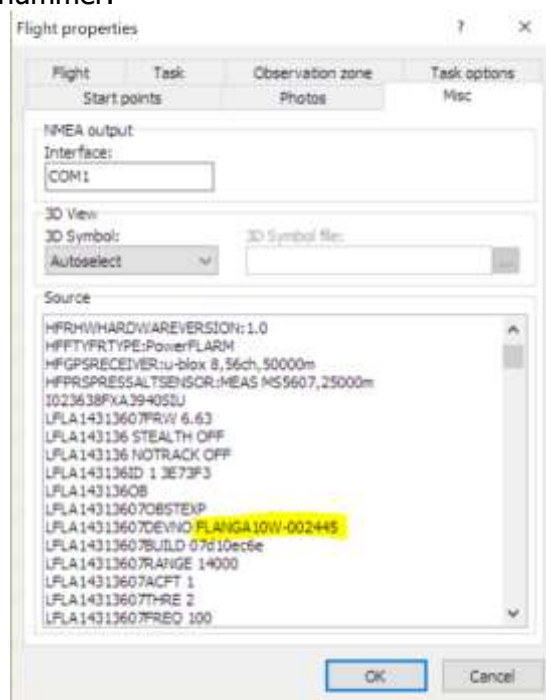 nummer.
Flight properties ? ×
Flight Task Observation zone Task options
Start points Photos Misc
NMEA output
Interface:
COM1
3D View
3D Symbol: 3D Symbol file:
Autoselect ...
Source
HFRHWHARDWAREVERSION:1.0
HFFTYFRTYPE:PowerFLARM
HFGPSRECEIVER:u-blox 8,56ch,50000m
HFPRSPRESSALTSENSOR:MEAS MS5607,25000m
I023638FXA3940SIU
LFLA14313607FRW 6.63
LFLA143136 STEALTH OFF
LFLA143136 NOTRACK OFF
LFLA143136ID 1 3E73F3
LFLA143136OB
LFLA14313607OBSTEXP
LFLA14313607DEVNO FLANGA10W-002445
LFLA14313607BUILD 07d10ec6e
LFLA14313607RANGE 14000
LFLA14313607ACFT 1
LFLA14313607THRE 2
LFLA14313607FREQ 100
OK Cancel